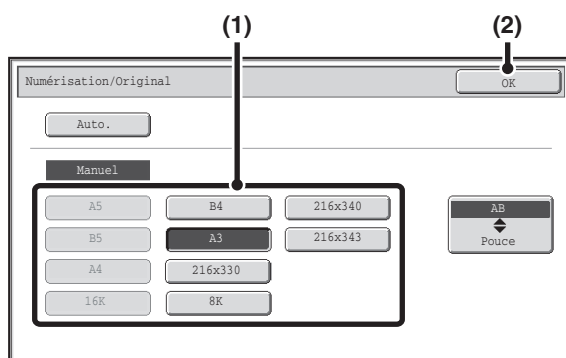 (1) (2)
Numérisation/Original OK
Auto.
Manuel
A5 B4 216x340 AB
B5 A3 216x343 Pouce
A4 216x330
16K 8K